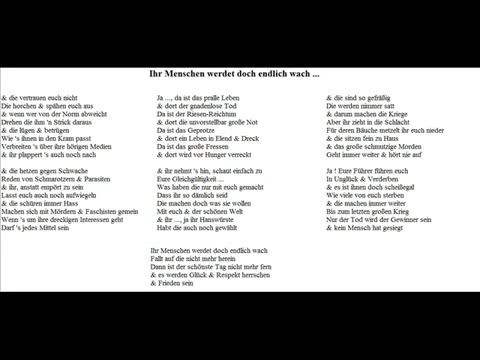 Ihr Menschen werdet doch endlich wach ...
& die vertrauen euch nicht
Die horchen & spähen euch aus
& wenn wer von der Norm abweicht
Drehen die ihm 'n Strick daraus
& die lügen & betrügen
Wie 's ihnen in den Kram passt
Verbreiten 's über ihre hörigen Medien
& ihr plappert 's auch noch nach
& die hetzen gegen Schwache
Reden von Schmarotzern & Parasiten
& ihr, anstatt empört zu sein
Lasst euch auch noch aufwiegeln
& die schüren immer Hass
Machen sich mit Mördern & Faschisten gemein
Wenn 's um ihre dreckigen Interessen geht
Darf 's jedes Mittel sein
Ja ..., da ist das pralle Leben
& dort der gnadenlose Tod
Da ist der Riesen-Reichtum
& dort die unvorstellbar große Not
Da ist das Geprotze
& dort ein Leben in Elend & Dreck
Da ist das große Fressen
& dort wird vor Hunger verreckt
& ihr nehmt 's hin, schaut einfach zu
Eure Gleichgültigkeit ...
Was haben die nur mit euch gemacht
Dass ihr so dämlich seid
Die machen doch was sie wollen
Mit euch & der schönen Welt
& ihr ..., ja ihr Hanswürste
Habt die auch noch gewählt
& die sind so gefräßig
Die werden nimmer satt
& darum machen die Kriege
Aber ihr zieht in die Schlacht
Für deren Bäuche metzelt ihr euch nieder
& die sitzen fein zu Haus
& das große schmutzige Morden
Geht immer weiter & hört nie auf
Ja ! Eure Führer führen euch
In Unglück & Verderben
& es ist ihnen doch scheißegal
Wie viele von euch sterben
& die machen immer weiter
Bis zum letzten großen Krieg
Nur der Tod wird der Gewinner sein
& kein Mensch hat gesiegt
Ihr Menschen werdet doch endlich wach
Fallt auf die nicht mehr herein
Dann ist der schönste Tag nicht mehr fern
& es werden Glück & Respekt herrschen
& Frieden sein